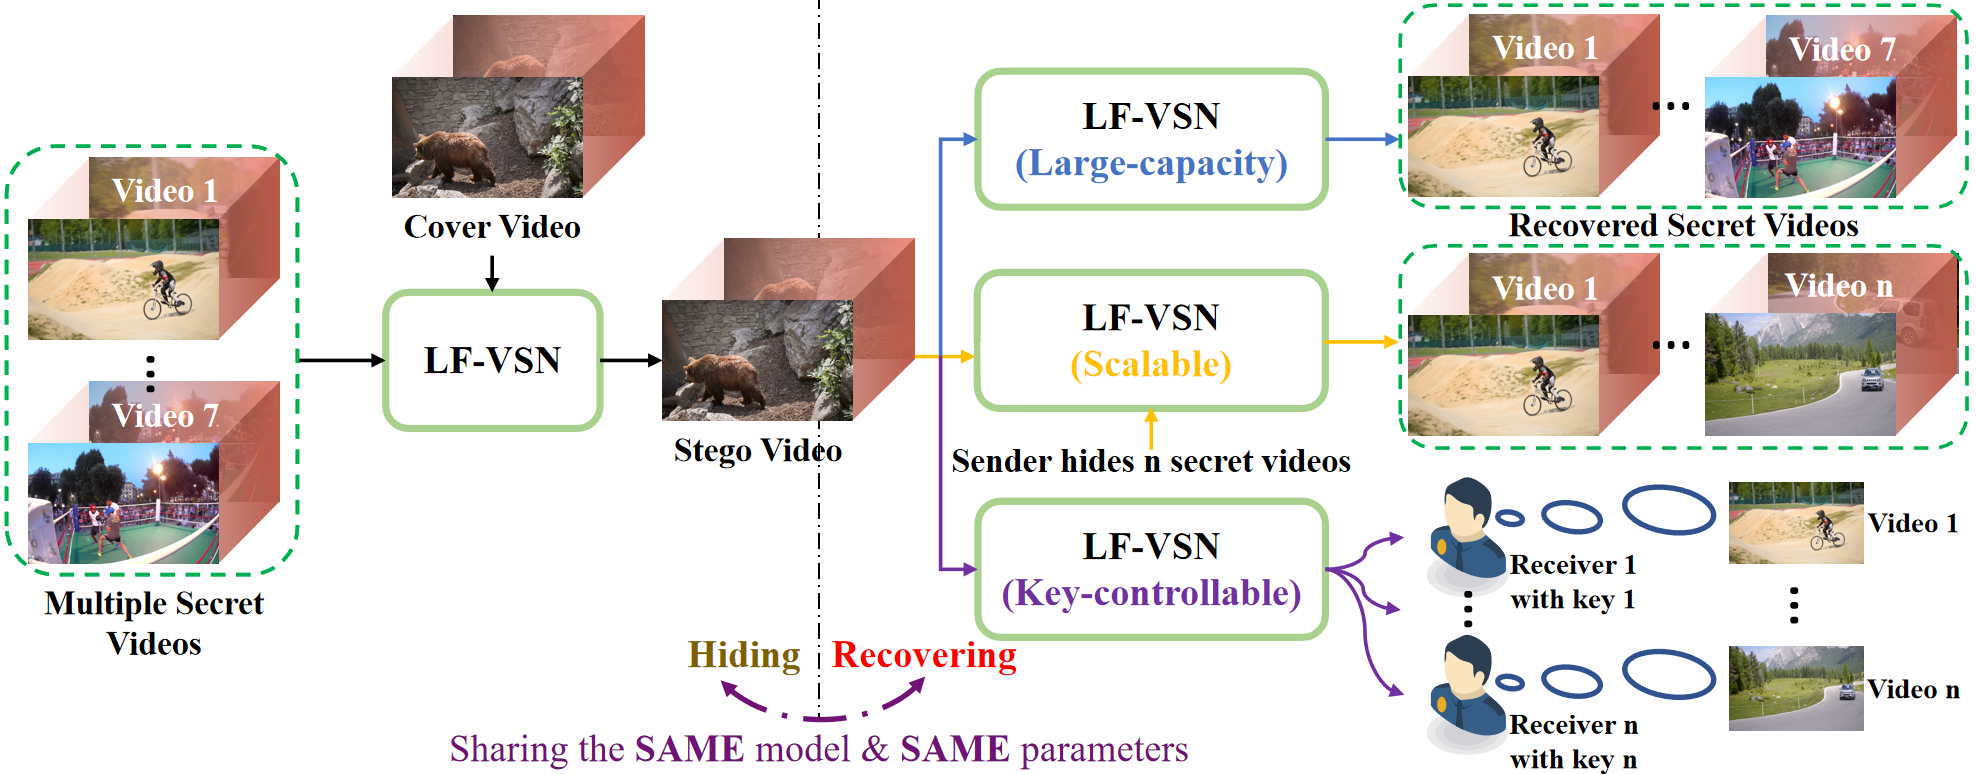 Video 1
Video 7
Multiple Secret
Videos
Cover Video
LF-VSN
Stego Video
LF-VSN
(Large-capacity)
Video 1
Video 7
Recovered Secret Videos
LF-VSN
(Scalable)
Sender hides n secret videos
Video 1
Video n
LF-VSN
(Key-controllable)
Receiver 1
with key 1
Video 1
Receiver n
with key n
Video n
Hiding
Recovering
Sharing the SAME model & SAME parameters